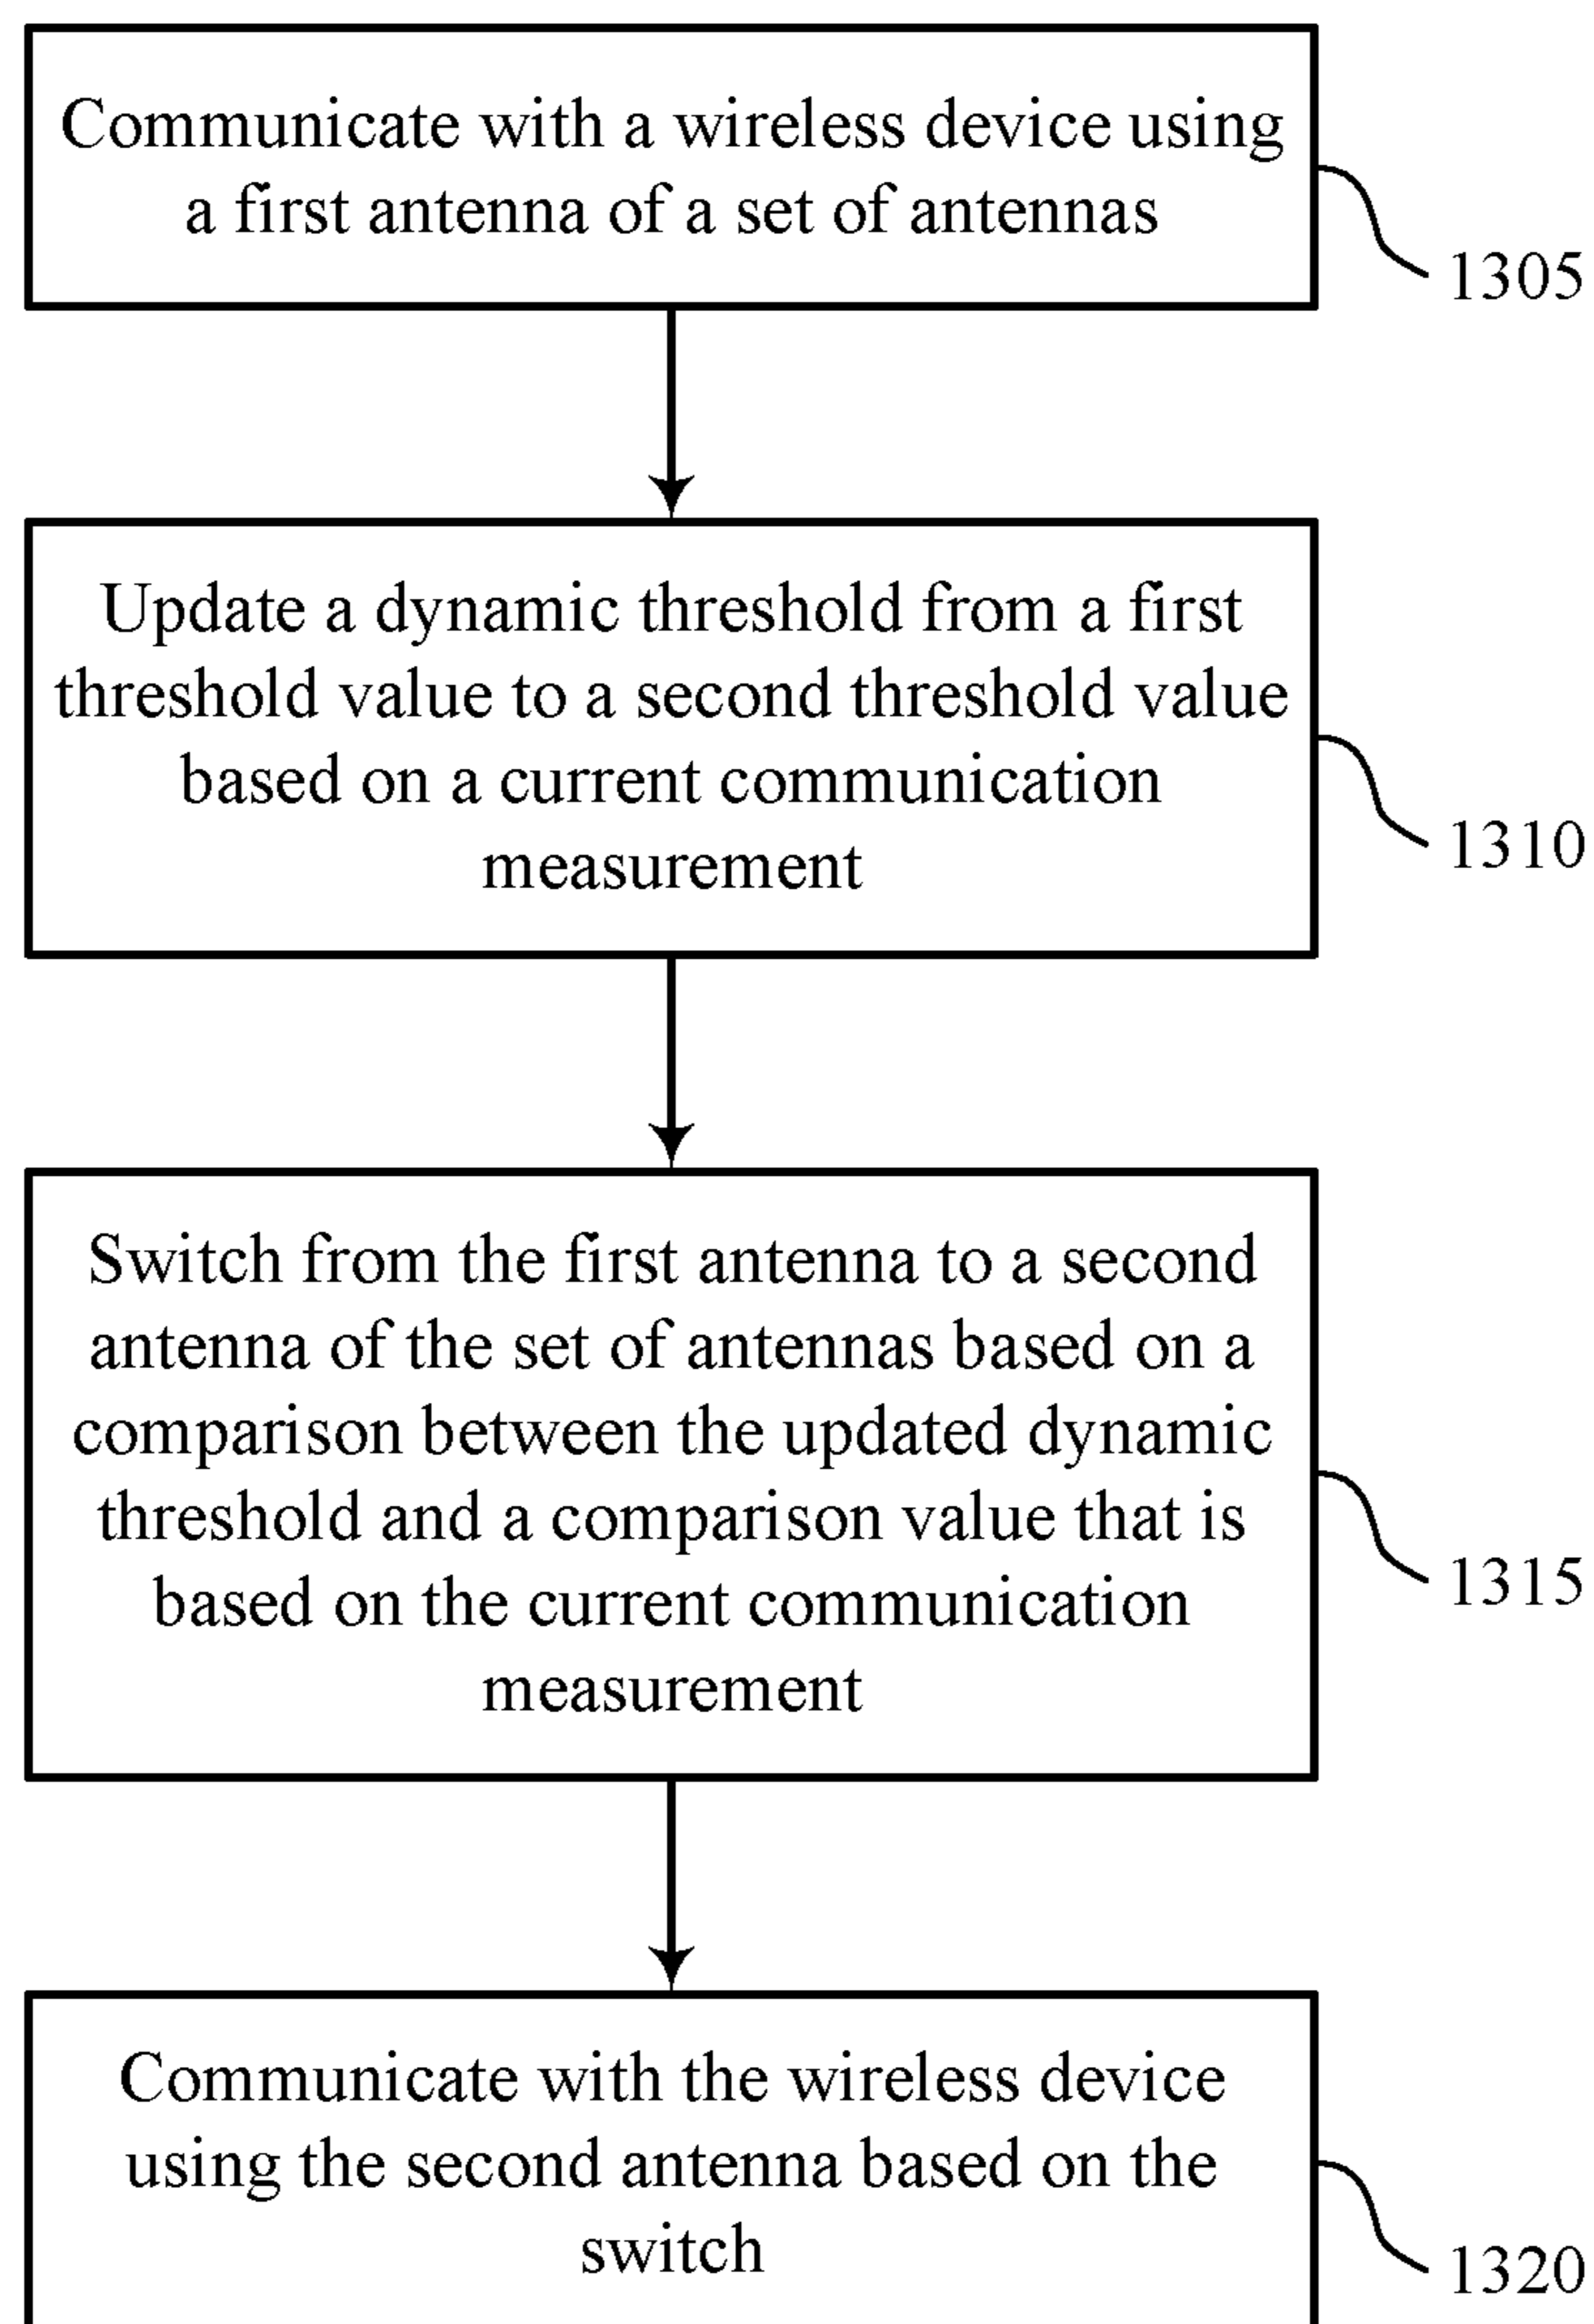 Communicate with a wireless device using
a first antenna of a set of antennas
1305
Update a dynamic threshold from a first
threshold value to a second threshold value
based on a current communication
measurement
1310
Switch from the first antenna to a second
antenna of the set of antennas based on a
comparison between the updated dynamic
threshold and a comparison value that is
based on the current communication
measurement
1315
Communicate with the wireless device
using the second antenna based on the
switch
1320